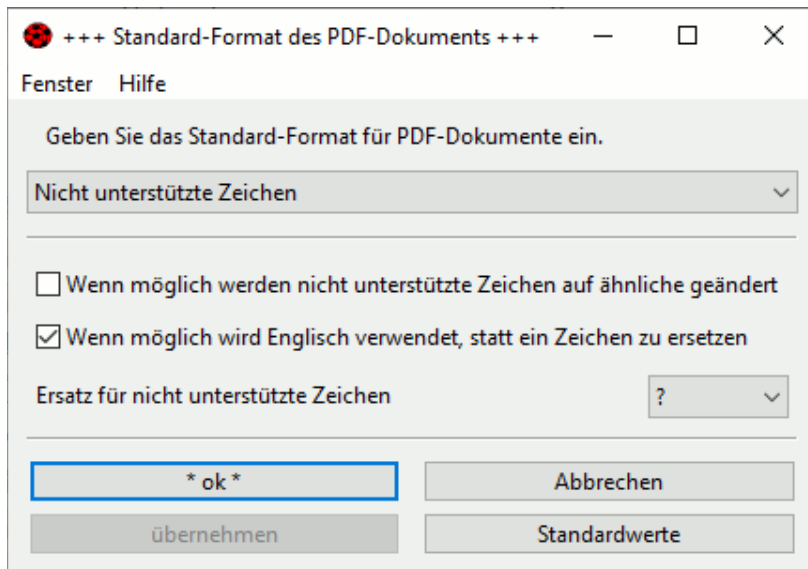 +++ Standard-Format des PDF-Dokuments +++
Fenster Hilfe
Geben Sie das Standard-Format für PDF-Dokumente ein.
Nicht unterstützte Zeichen
Wenn möglich werden nicht unterstützte Zeichen auf ähnliche geändert
Wenn möglich wird Englisch verwendet, statt ein Zeichen zu ersetzen
Ersatz für nicht unterstützte Zeichen ?
* ok * Abbrechen
übernehmen Standardwerte